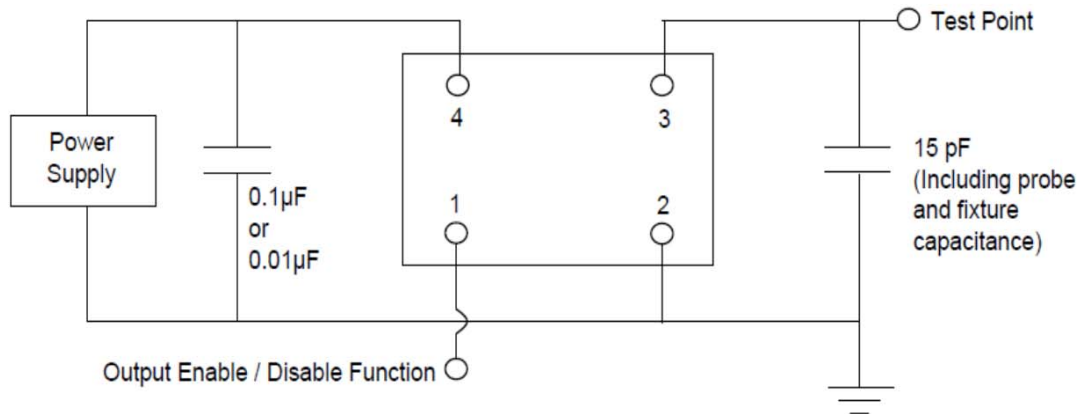 Test Point
Power
Supply
0.1µF
or
0.01µF
4
3
1
2
15 pF
(Including probe
and fixture
capacitance)
Output Enable / Disable Function